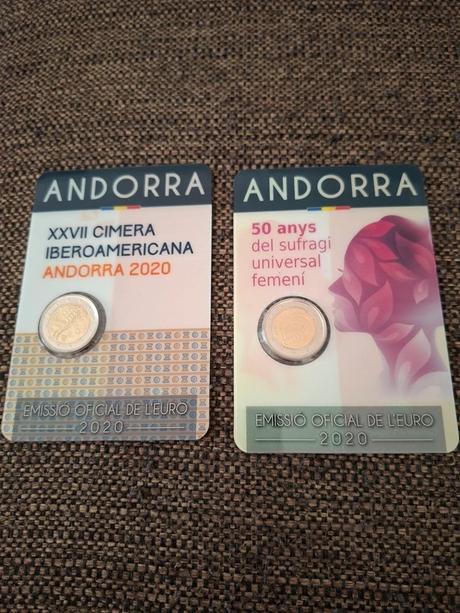 ANDORRA
XXVII CIMERA
IBEROAMERICANA
ANDORRA 2020
EMISSIÓ OFICIAL DE L'EURO
2020
ANDORRA
50 anys
del sufragi
universal
femení
EMISSIÓ OFICIAL DE L'EURO
2020